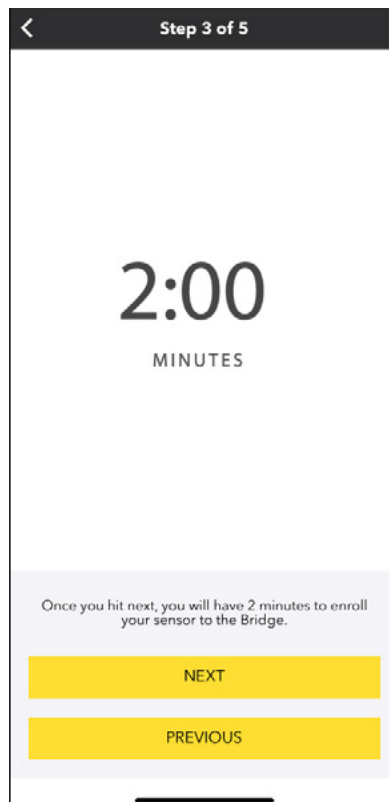 Step 3 of 5
2:00
MINUTES
Once you hit next, you will have 2 minutes to enroll
your sensor to the Bridge.
NEXT
PREVIOUS